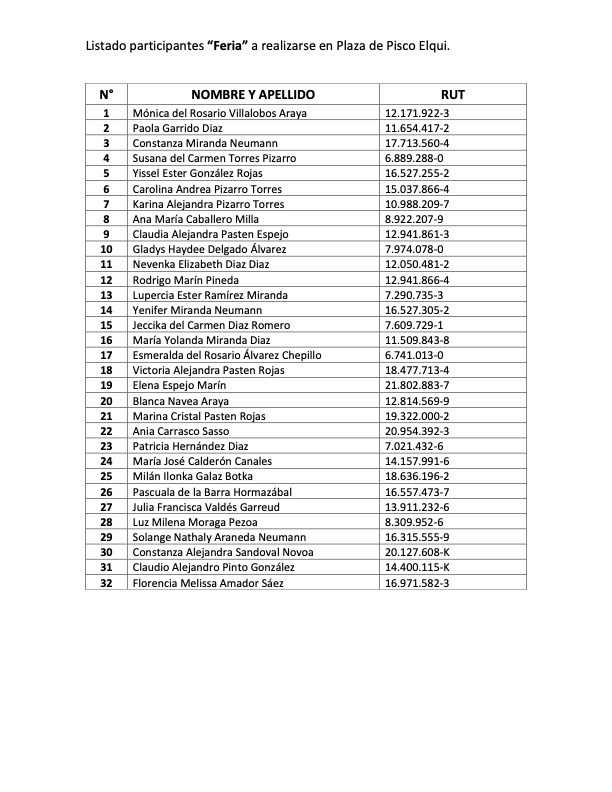 Listado participantes “Feria” a realizarse en Plaza de Pisco Elqui.
N° NOMBRE Y APELLIDO RUT
1 Mónica del Rosario Villalobos Araya 12.171.922-3
2 Paola Garrido Diaz 11.654.417-2
3 Constanza Miranda Neumann 17.713.560-4
4 Susana del Carmen Torres Pizarro 6.889.288-0
5 Yissel Ester González Rojas 16.527.255-2
6 Carolina Andrea Pizarro Torres 15.037.866-4
7 Karina Alejandra Pizarro Torres 10.988.209-7
8 Ana María Caballero Milla 8.922.207-9
9 Claudia Alejandra Pasten Espejo 12.941.861-3
10 Gladys Haydee Delgado Álvarez 7.974.078-0
11 Nevenka Elizabeth Diaz Diaz 12.050.481-2
12 Rodrigo Marín Pineda 12.941.866-4
13 Lupercia Ester Ramírez Miranda 7.290.735-3
14 Yenifer Miranda Neumann 16.527.305-2
15 Jeccika del Carmen Diaz Romero 7.609.729-1
16 María Yolanda Miranda Diaz 11.509.843-8
17 Esmeralda del Rosario Álvarez Chepillo 6.741.013-0
18 Victoria Alejandra Pasten Rojas 18.477.713-4
19 Elena Espejo Marín 21.802.883-7
20 Blanca Navea Araya 12.814.569-9
21 Marina Cristal Pasten Rojas 19.322.000-2
22 Ania Carrasco Sasso 20.954.392-3
23 Patricia Hernández Diaz 7.021.432-6
24 María José Calderón Canales 14.157.991-6
25 Milán Ilonka Galaz Botka 18.636.196-2
26 Pascuala de la Barra Hormazábal 16.557.473-7
27 Julia Francisca Valdés Garreud 13.911.232-6
28 Luz Milena Moraga Pezoa 8.309.952-6
29 Solange Nathaly Araneda Neumann 16.315.555-9
30 Constanza Alejandra Sandoval Novoa 20.127.608-K
31 Claudio Alejandro Pinto González 14.400.115-K
32 Florencia Melissa Amador Sáez 16.971.582-3